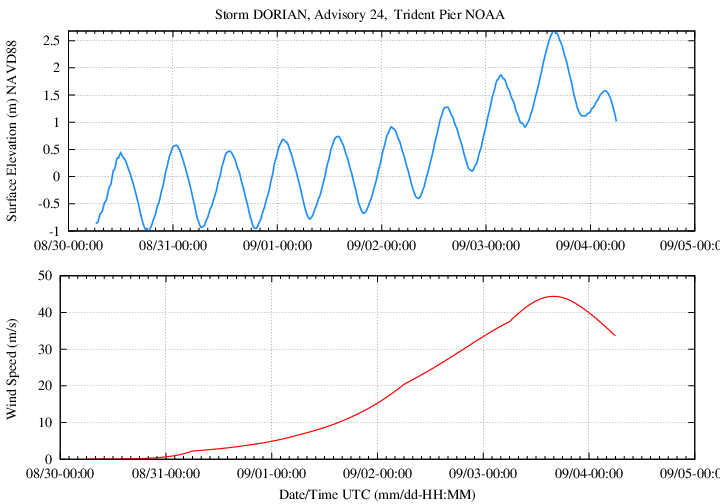 Storm DORIAN, Advisory 24, Trident Pier NOAA
Surface Elevation (m) NAVD88
2.5
2
1.5
1
0.5
0
-0.5
-1
08/30-00:00 08/31-00:00 09/01-00:00 09/02-00:00 09/03-00:00 09/04-00:00 09/05-00:0
Wind Speed (m/s)
50
40
30
20
10
0
08/30-00:00 08/31-00:00 09/01-00:00 09/02-00:00 09/03-00:00 09/04-00:00 09/05-00:0
Date/Time UTC (mm/dd-HH:MM)